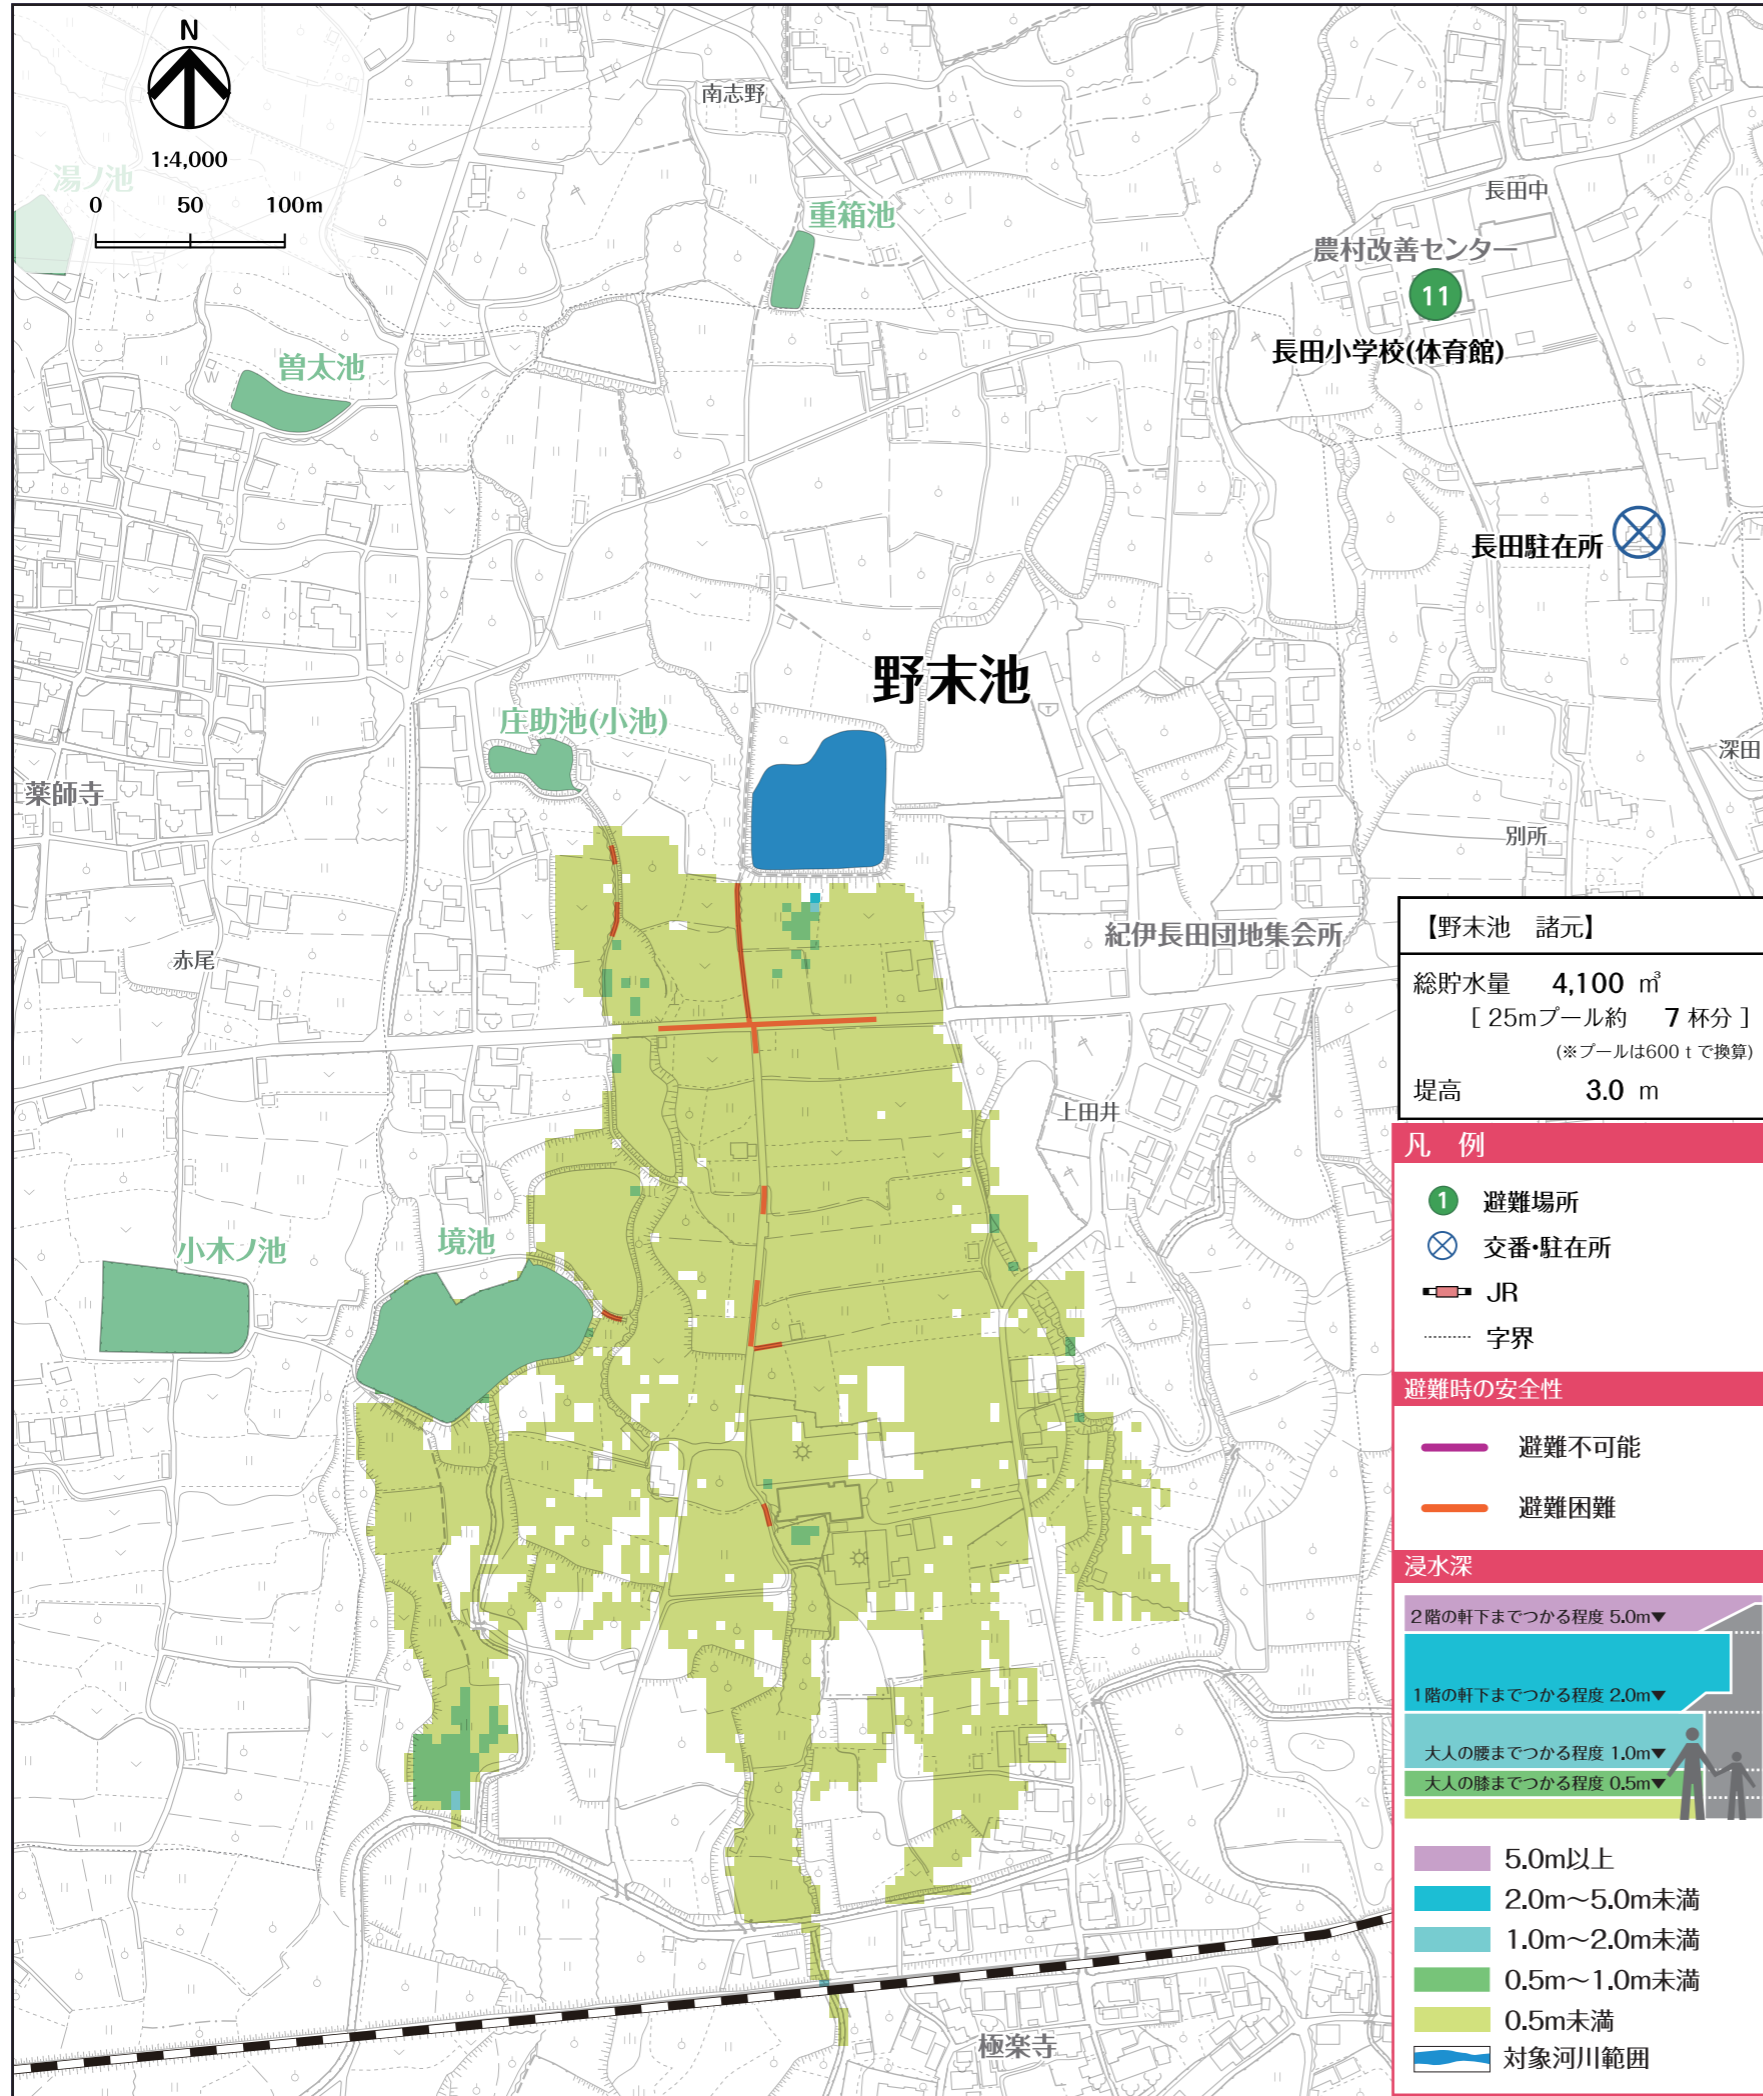 N
1:4,000
0 50 100m
湯ノ池
南志野
重箱池
長田中
農村改善センター
11
長田小学校(体育館)
曽太池
長田駐在所
野末池
庄助池(小池)
深田
薬師寺
別所
紀伊長田団地集会所
赤尾
上田井
小木ノ池
境池
極楽寺
【野末池 諸元】
総貯水量 4,100 ㎥
[ 25mプール約 7 杯分 ]
(※プールは600 t で換算)
堤高 3.0 m
凡 例
1 避難場所
交番・駐在所
JR
字界
避難時の安全性
避難不可能
避難困難
浸水深
2階の軒下までつかる程度 5.0m▼
1階の軒下までつかる程度 2.0m▼
大人の腰までつかる程度 1.0m▼
大人の膝までつかる程度 0.5m▼
5.0m以上
2.0m～5.0m未満
1.0m～2.0m未満
0.5m～1.0m未満
0.5m未満
対象河川範囲